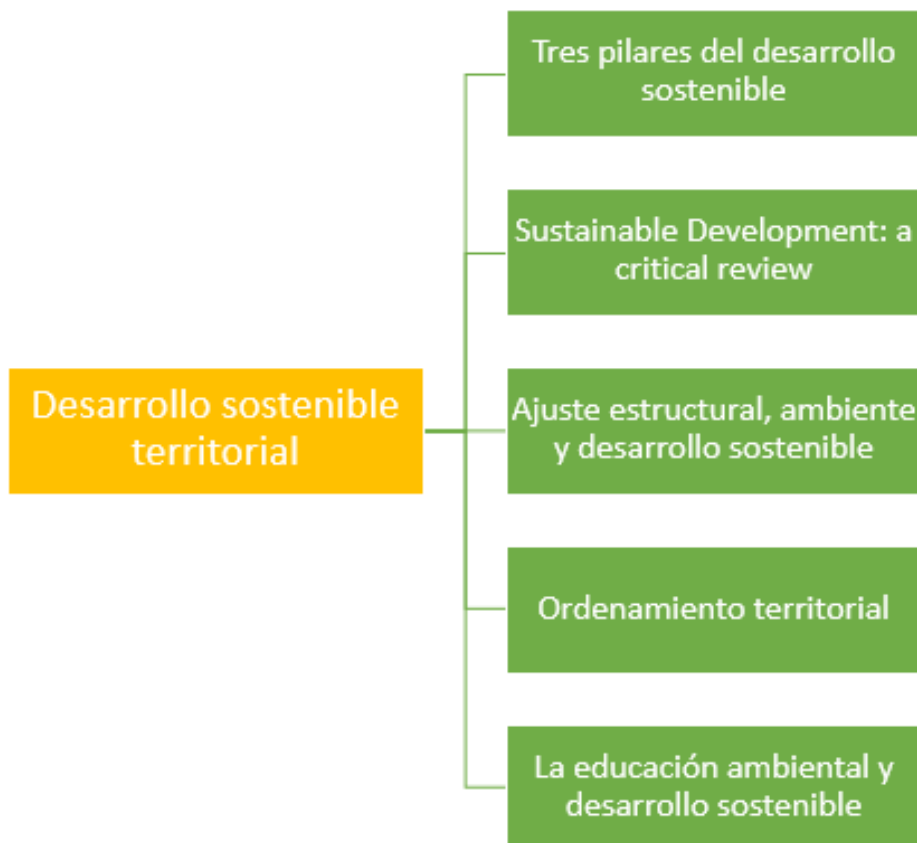 Tres pilares del desarrollo
sostenible
Sustainable Development: a
critical review
Desarrollo sostenible
territorial
Ajuste estructural, ambiente
y desarrollo sostenible
Ordenamiento territorial
La educación ambiental y
desarrollo sostenible